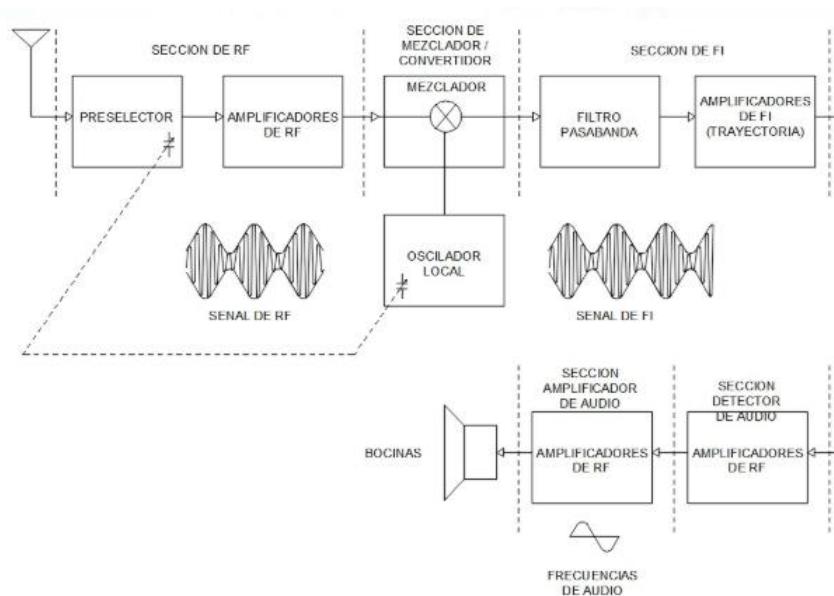 SECCION DE RF
SECCION DE
MEZCLADOR /
CONVERTIDOR
SECCION DE FI
PRESELECTOR
AMPLIFICADORES
DE RF
MEZCLADOR
FILTRO
PASABANDA
AMPLIFICADORES
DE FI
(TRAYECTORIA)
OSCILADOR
LOCAL
SENAL DE RF
SENAL DE FI
SECCION
AMPLIFICADOR
DE AUDIO
SECCION
DETECTOR
DE AUDIO
BOCINAS
AMPLIFICADORES
DE RF
AMPLIFICADORES
DE RF
FRECUENCIAS
DE AUDIO